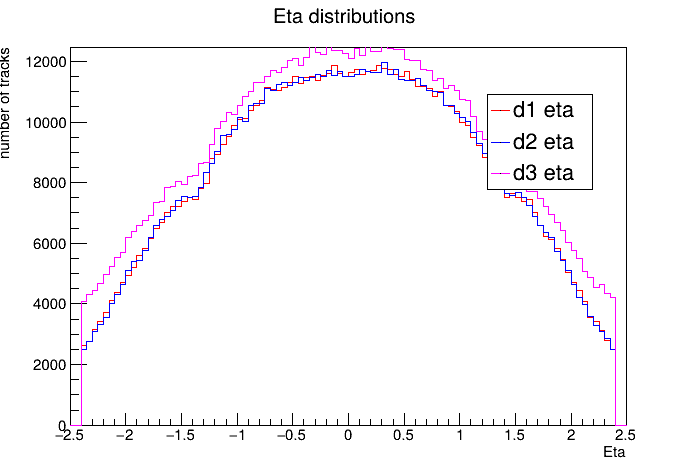 Eta distributions
number of tracks
12000
10000
8000
6000
4000
2000
0
d1 eta
d2 eta
d3 eta
−2.5 −2 −1.5 −1 −0.5 0 0.5 1 1.5 2 2.5
Eta